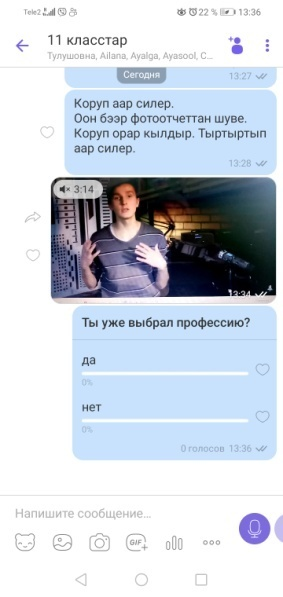 Tele2 22 % 13:36
11 класстар
Тулушовна, Ailana, Ayalga, Ayasool, C...
Сегодня
13:27
Коруп аар силер.
Оон бээр фотоотчеттан шуве.
Коруп орар кылдыр. Тыртыртып
аар силер.
13:28
3:14
13:34
Ты уже выбрал профессию?
да
0%
нет
0%
0 голосов 13:36
Напишите сообщение...
GIF